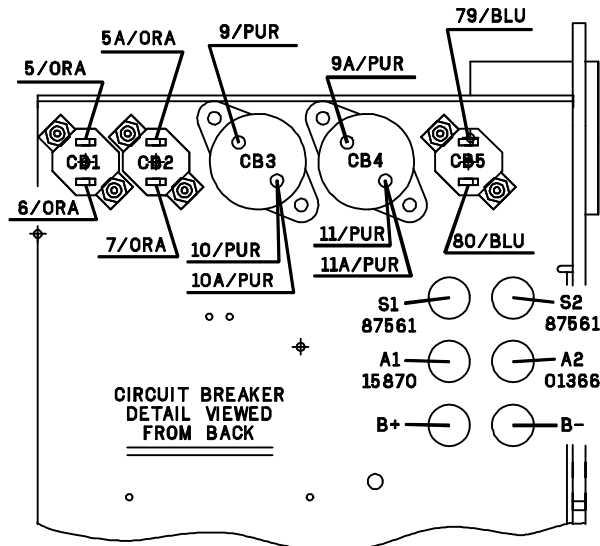 79/BLU
9/PUR
5A/ORA
9A/PUR
5/ORA
CB1
CB2
CB3
CB4
CB5
6/ORA
7/ORA
10/PUR
10A/PUR
11/PUR
11A/PUR
80/BLU
S1
87561
S2
87561
A1
15870
A2
01366
B+
B-
CIRCUIT BREAKER
DETAIL VIEWED
FROM BACK